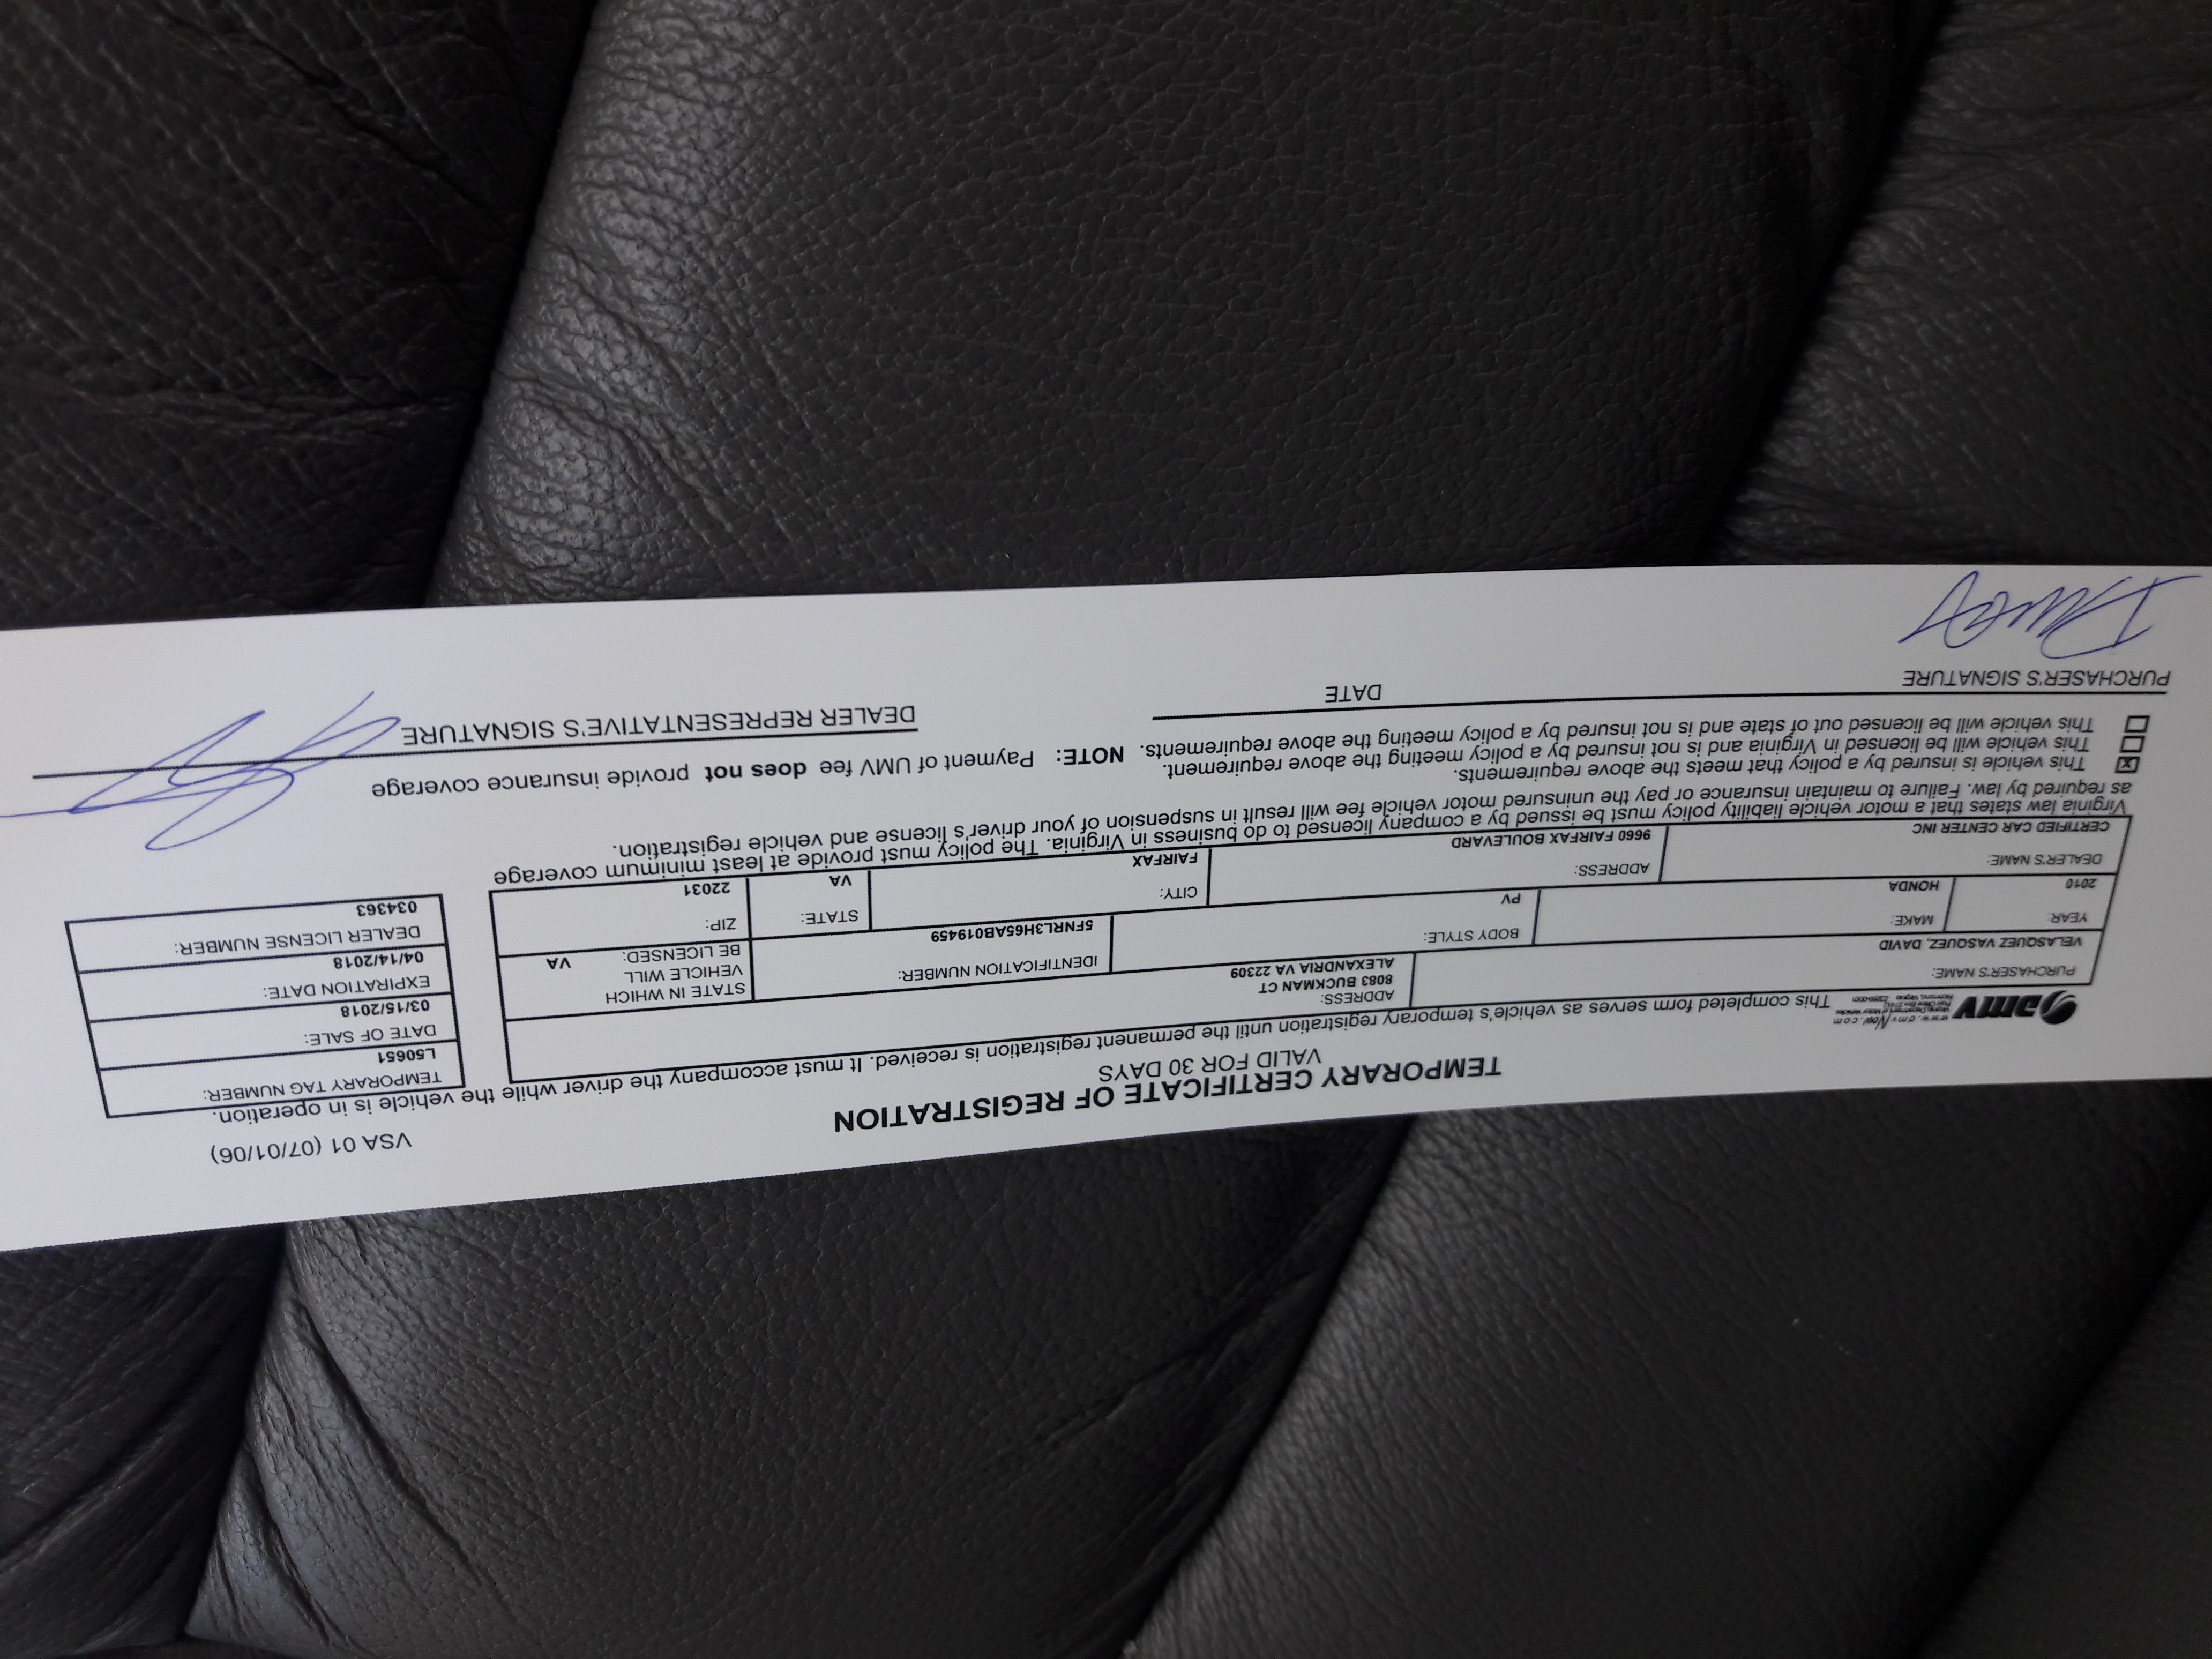 VSA 01 (07/01/06)
TEMPORARY CERTIFICATE OF REGISTRATION
VALID FOR 30 DAYS
dmv www.dmvNow.com
Virginia Department of Motor Vehicles
This completed form serves as vehicle's temporary registration until the permanent registration is received. It must accompany the driver while the vehicle is in operation.
PURCHASER'S NAME:
VELASQUEZ VASQUEZ, DAVID
ADDRESS:
8083 BUCKMAN CT
ALEXANDRIA VA 22309
STATE IN WHICH
VEHICLE WILL
BE LICENSED: VA
YEAR:
2010
MAKE:
HONDA
BODY STYLE:
PV
IDENTIFICATION NUMBER:
5FNRL3H65AB019459
DEALER'S NAME:
CERTIFIED CAR CENTER INC
ADDRESS:
9660 FAIRFAX BOULEVARD
CITY:
FAIRFAX
STATE:
VA
ZIP:
22031
TEMPORARY TAG NUMBER:
L50651
DATE OF SALE:
03/15/2018
EXPIRATION DATE:
04/14/2018
DEALER LICENSE NUMBER:
034363
Virginia law states that a motor vehicle liability policy must be issued by a company licensed to do business in Virginia. The policy must provide at least minimum coverage
as required by law. Failure to maintain insurance or pay the uninsured motor vehicle fee will result in suspension of your driver's license and vehicle registration.
X This vehicle is insured by a policy that meets the above requirements.
This vehicle will be licensed in Virginia and is not insured by a policy meeting the above requirement.
This vehicle will be licensed out of state and is not insured by a policy meeting the above requirements.
NOTE: Payment of UMV fee does not provide insurance coverage
PURCHASER'S SIGNATURE
DATE
DEALER REPRESENTATIVE'S SIGNATURE